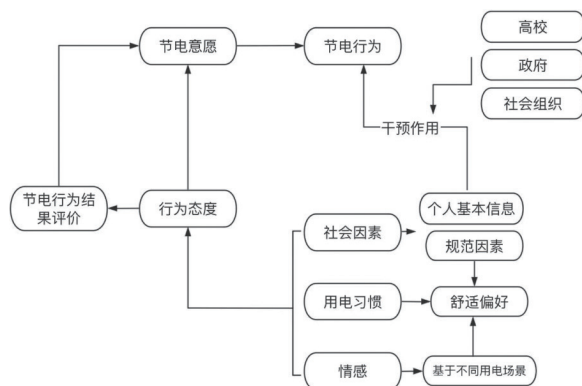 高校
节电意愿
节电行为
政府
社会组织
干预作用
节电行为结
果评价
行为态度
个人基本信息
社会因素
规范因素
用电习惯
舒适偏好
情感
基于不同用电场景